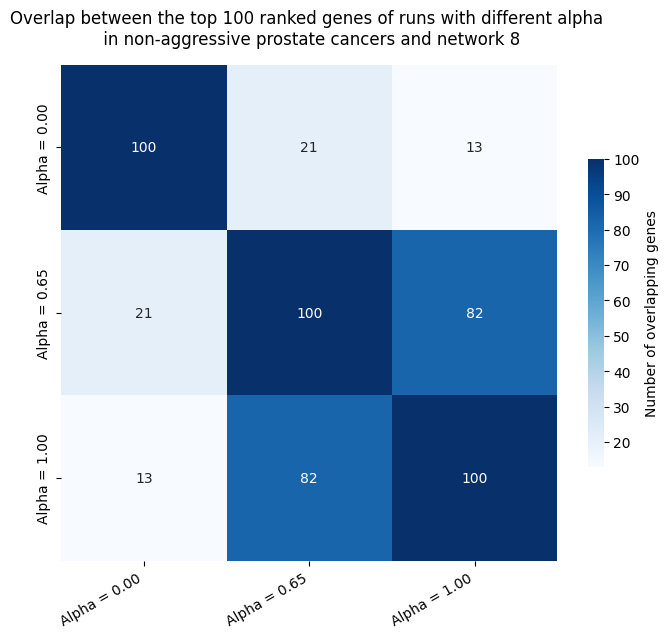 Overlap between the top 100 ranked genes of runs with different alpha
in non-aggressive prostate cancers and network 8
Alpha = 0.00
100
21
13
Alpha = 0.65
21
100
82
Alpha = 1.00
13
82
100
Alpha = 0.00
Alpha = 0.65
Alpha = 1.00
100
90
80
70
60
50
40
30
20
Number of overlapping genes